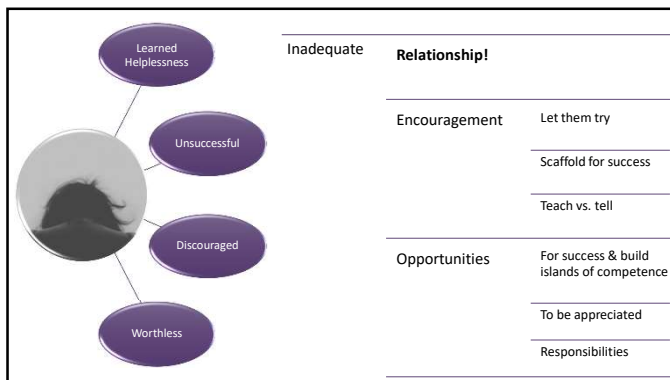 Learned
Helplessness
Unsuccessful
Discouraged
Worthless
Inadequate
Relationship!
Encouragement
Let them try
Scaffold for success
Teach vs. tell
Opportunities
For success & build
islands of competence
To be appreciated
Responsibilities